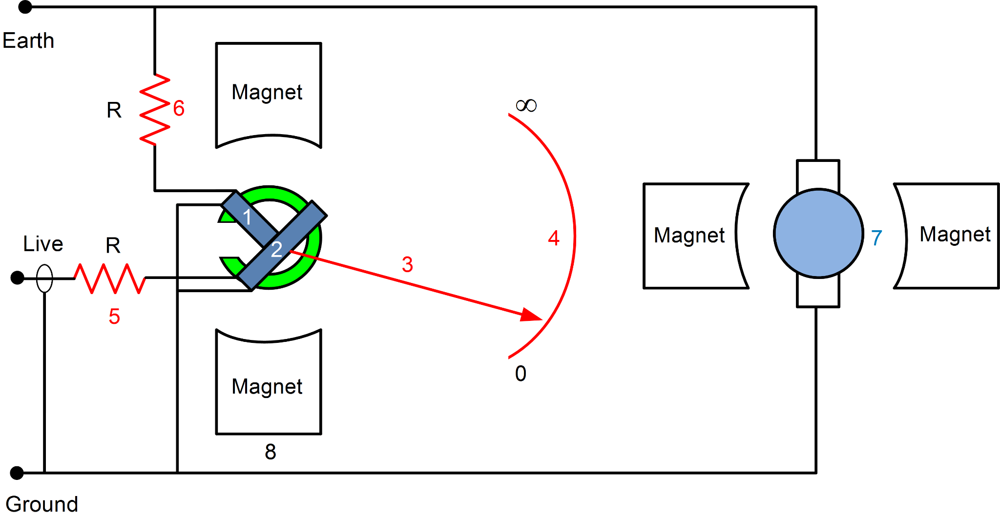 Earth
Magnet
R
6
∞
1
Live
R
2
4
Magnet
7
Magnet
3
5
0
Magnet
8
Ground